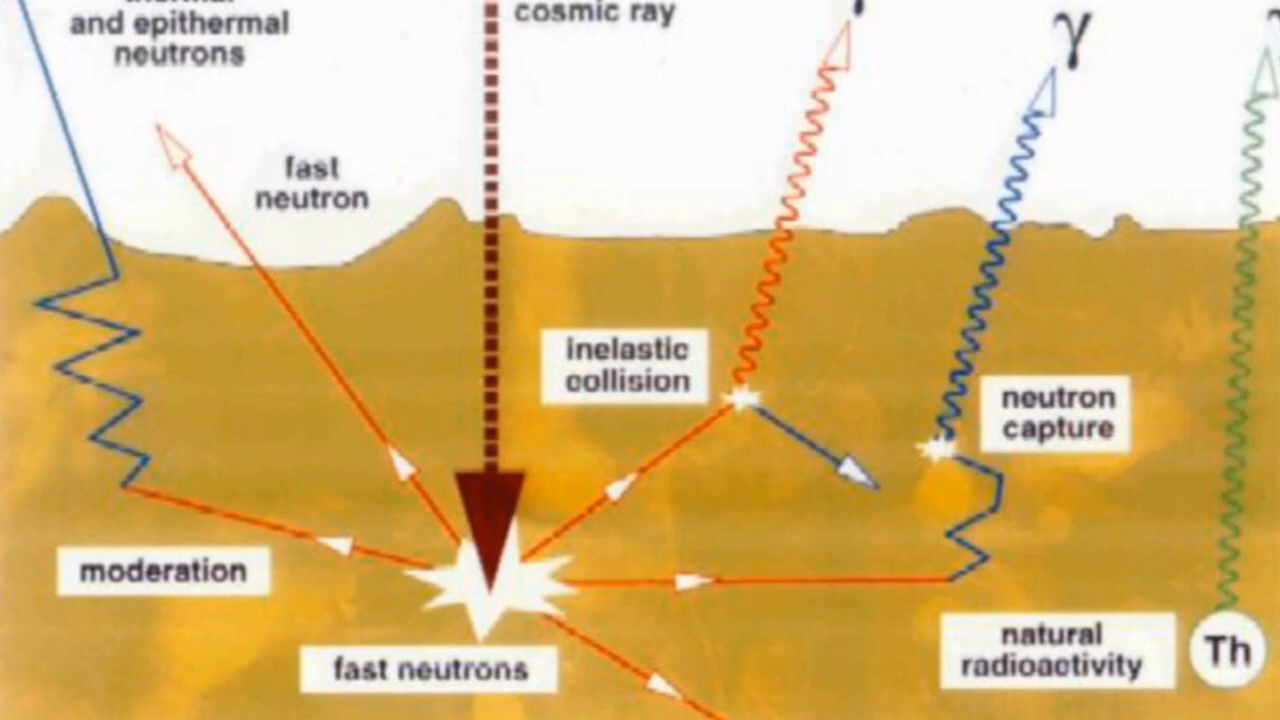 and epithermal
neutrons
cosmic ray
γ
fast
neutron
inelastic
collision
neutron
capture
moderation
fast neutrons
natural
radioactivity
Th